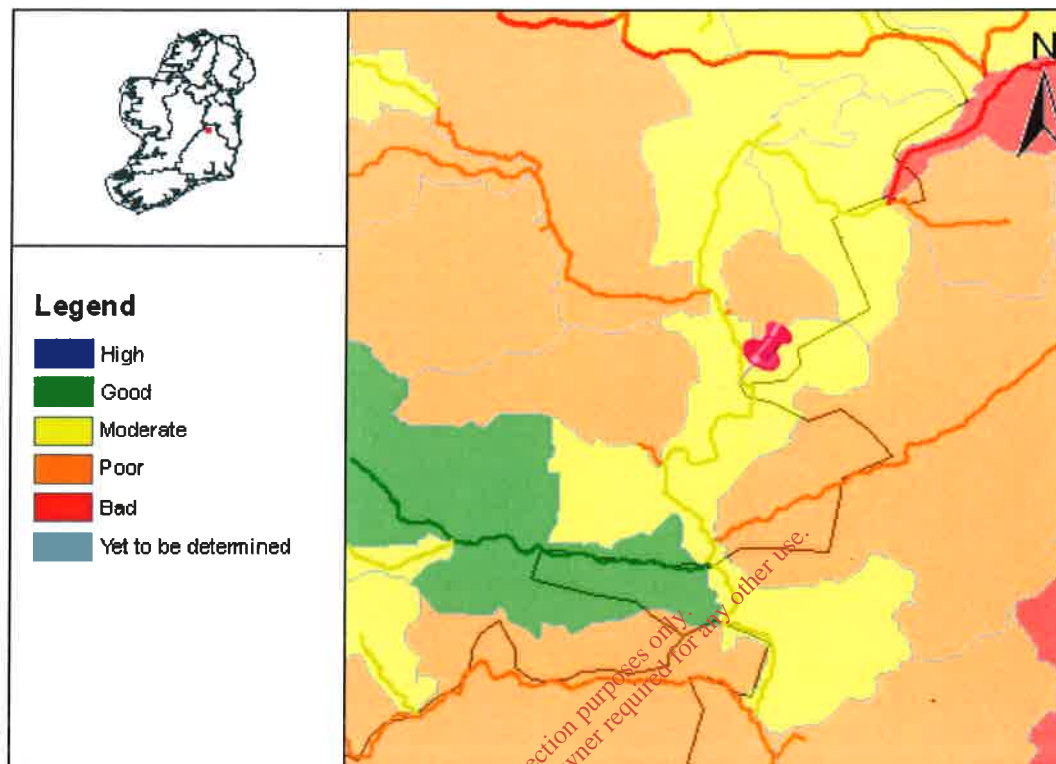 Legend
High
Good
Moderate
Poor
Bad
Yet to be determined
N
ection purposes only.
wner required for any other use.